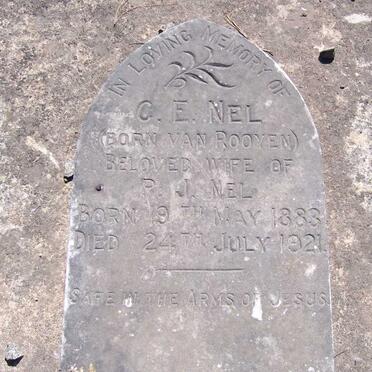 IN LOVING MEMORY OF
C. E. NEL
(BORN VAN ROOYEN)
BELOVED WIFE OF
P. J. NEL
BORN 19TH MAY 1883
DIED 24TH JULY 1921
SAFE IN THE ARMS OF JESUS